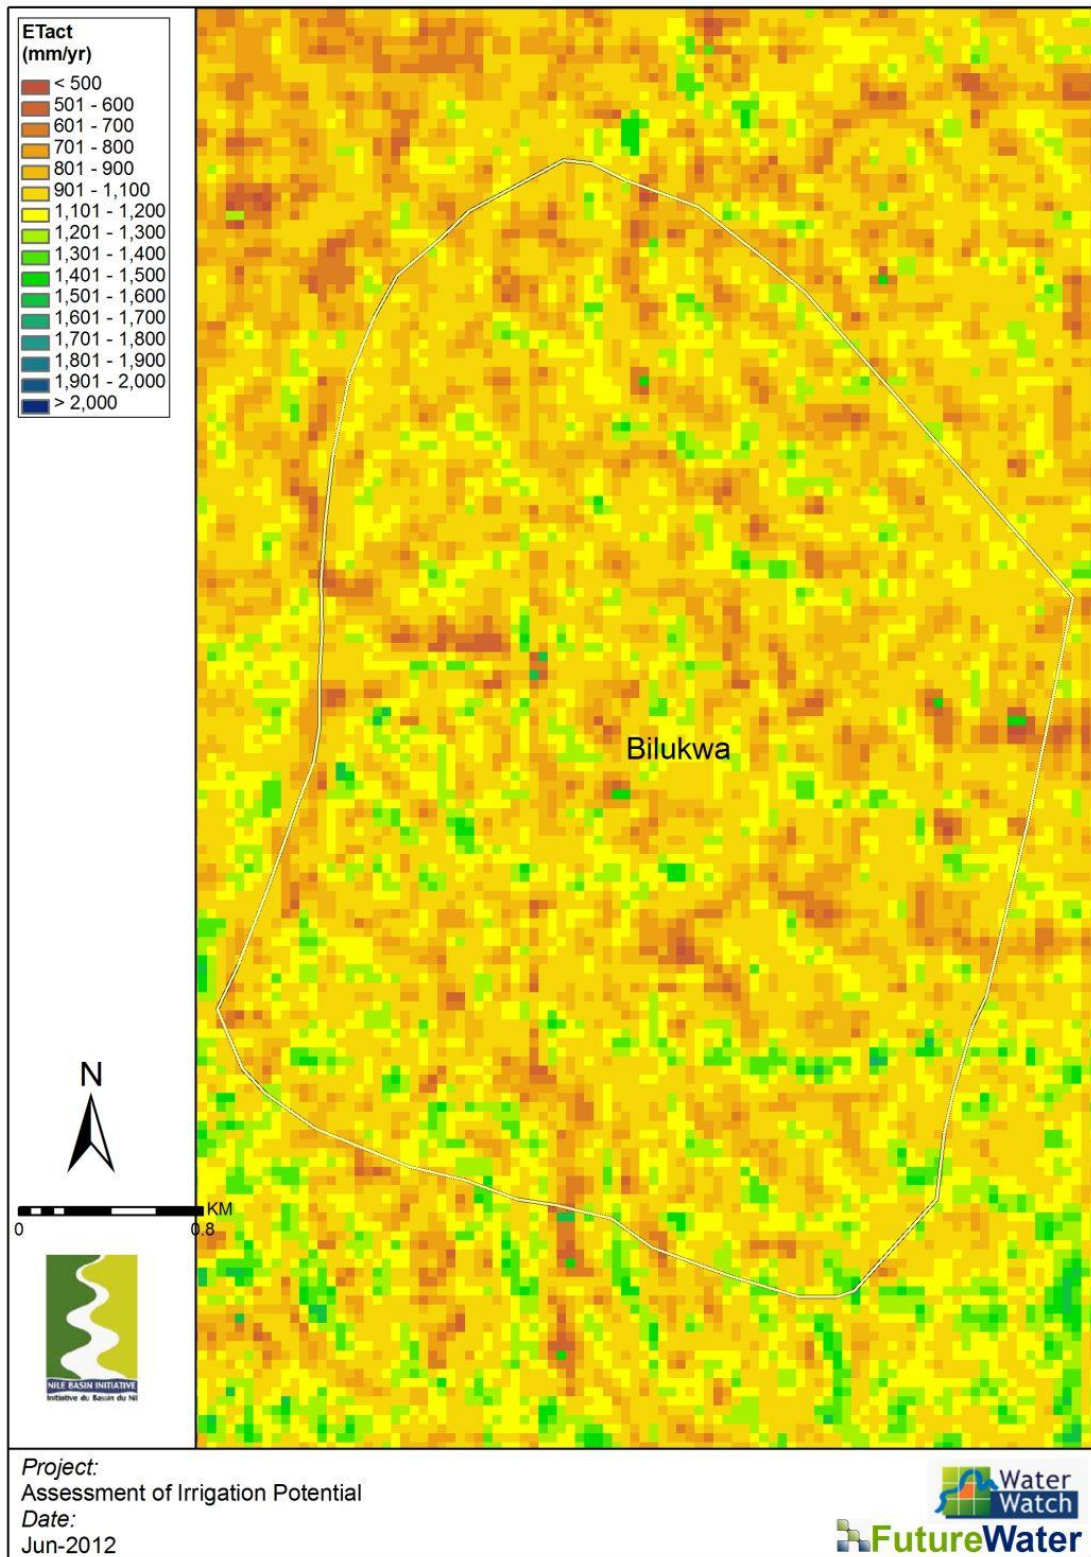 ETact
(mm/yr)
< 500
501 - 600
601 - 700
701 - 800
801 - 900
901 - 1,100
1,101 - 1,200
1,201 - 1,300
1,301 - 1,400
1,401 - 1,500
1,501 - 1,600
1,601 - 1,700
1,701 - 1,800
1,801 - 1,900
1,901 - 2,000
> 2,000
Bilukwa
N
KM
0 0.8
NILE BASIN INITIATIVE
Initiative du Bassin du Nil
Project:
Assessment of Irrigation Potential
Date:
Jun-2012
Water
Watch
FutureWater